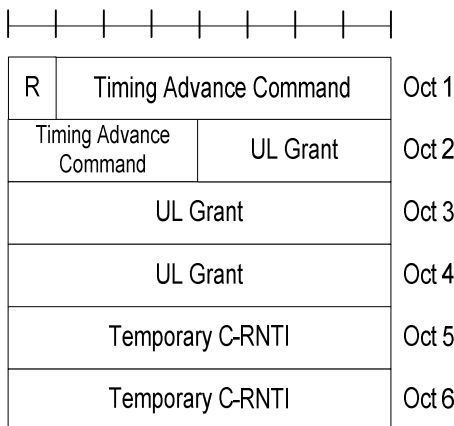 R Timing Advance Command Oct 1
Timing Advance
Command UL Grant Oct 2
UL Grant Oct 3
UL Grant Oct 4
Temporary C-RNTI Oct 5
Temporary C-RNTI Oct 6